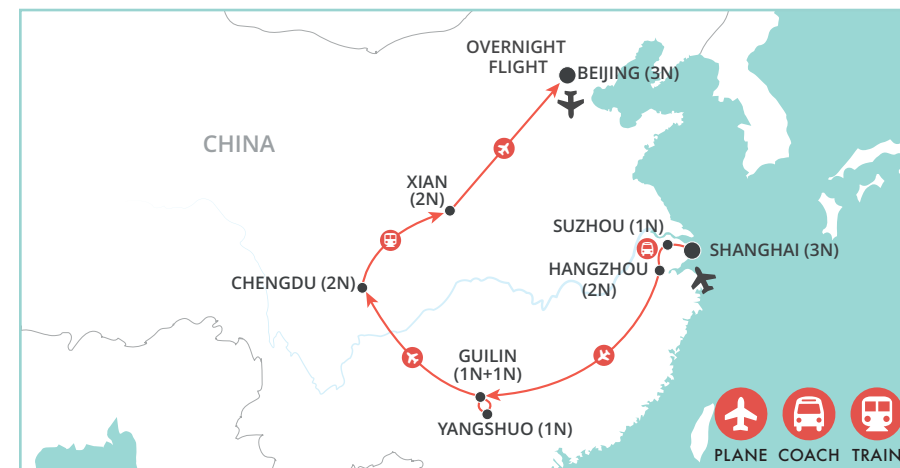 OVERNIGHT
FLIGHT
BEIJING (3N)
CHINA
XIAN
(2N)
SUZHOU (1N)
SHANGHAI (3N)
HANGZHOU
(2N)
CHENGDU (2N)
GUILIN
(1N+1N)
YANGSHUO (1N)
PLANE COACH TRAIN